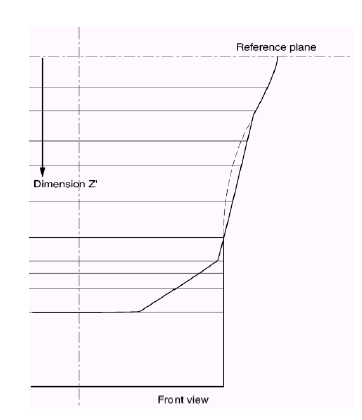 Reference plane
Dimension Z'
Front view